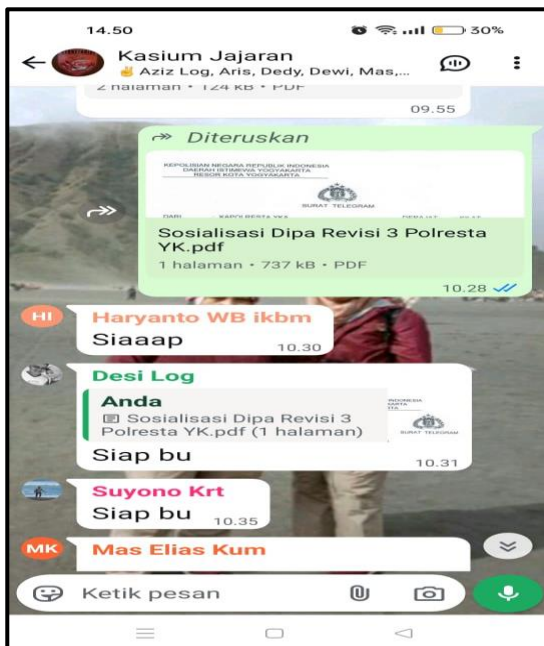 14.50
30%
Kasium Jajaran
Aziz Log, Aris, Dedy, Dewi, Mas,...
2 halaman • 124 kB • PDF
09.55
Diteruskan
KEPOLISIAN NEGARA REPUBLIK INDONESIA
DAERAH ISTIMEWA YOGYAKARTA
RESOR KOTA YOGYAKARTA
SURAT TELEGRAM
Sosialisasi Dipa Revisi 3 Polresta
YK.pdf
1 halaman • 737 kB • PDF
10.28
HI
Haryanto WB ikbm
Siaaap
10.30
Desi Log
Anda
Sosialisasi Dipa Revisi 3
Polresta YK.pdf (1 halaman)
SURAT TELEGRAM
Siap bu
10.31
Suyono Krt
Siap bu
10.35
MK
Mas Elias Kum
Ketik pesan